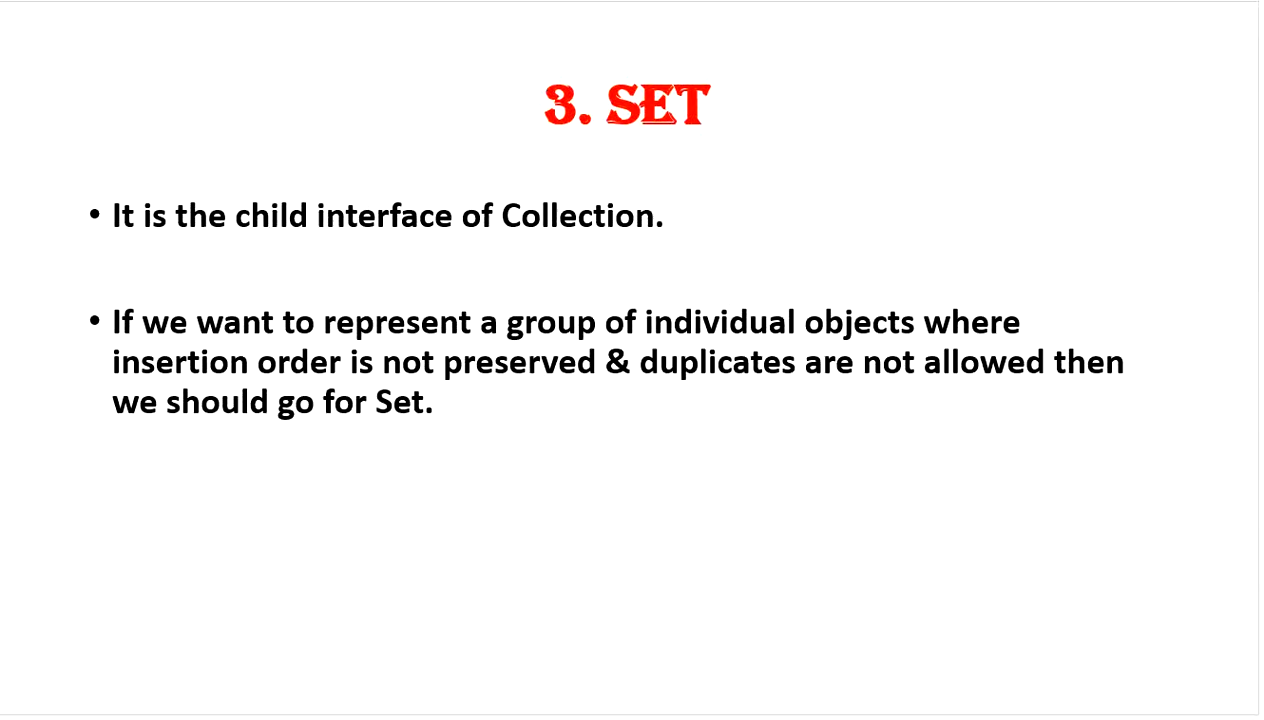 3. SET
• It is the child interface of Collection.
• If we want to represent a group of individual objects where
insertion order is not preserved & duplicates are not allowed then
we should go for Set.